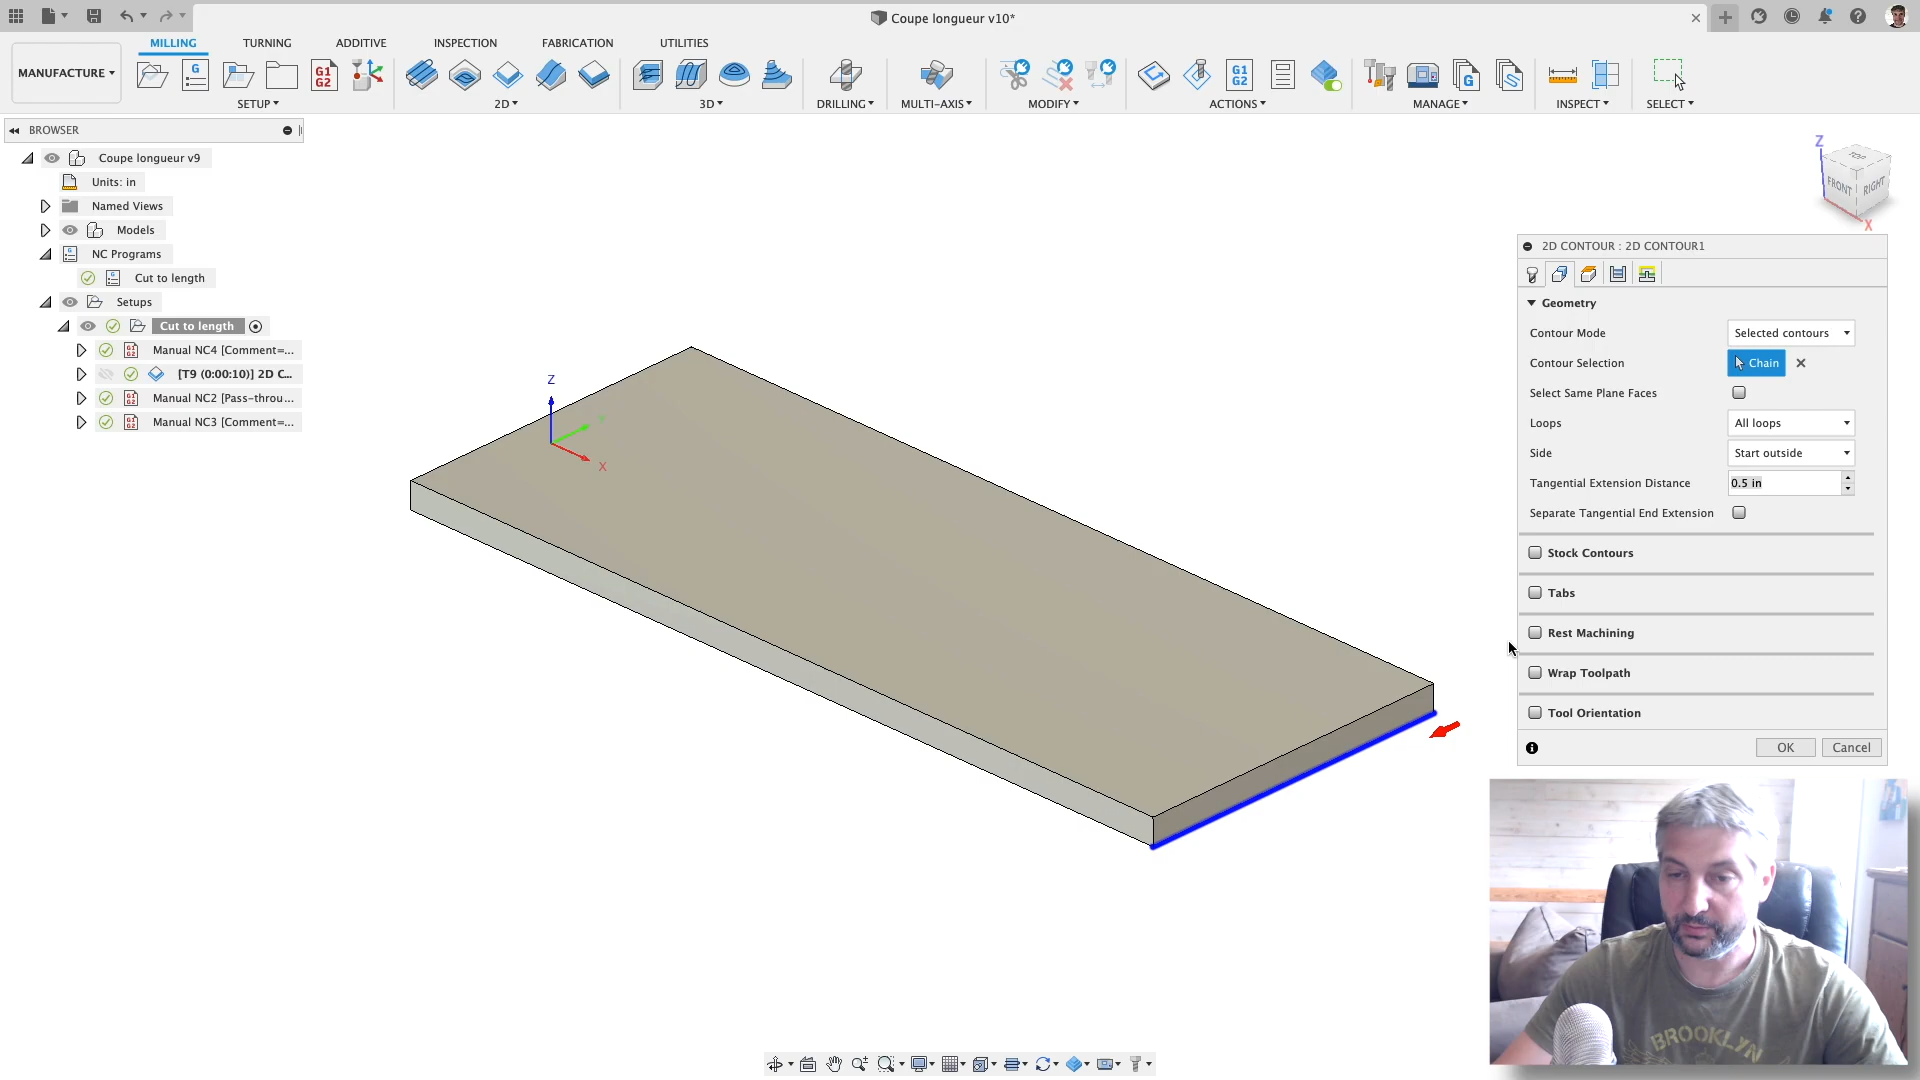 Coupe longueur v10*
MANUFACTURE
MILLING
TURNING
ADDITIVE
INSPECTION
FABRICATION
UTILITIES
SETUP
2D
3D
DRILLING
MULTI-AXIS
MODIFY
ACTIONS
MANAGE
INSPECT
SELECT
G1
G2
BROWSER
Coupe longueur v9
Units: in
Named Views
Models
NC Programs
Cut to length
Setups
Cut to length
Manual NC4 [Comment=...
[T9 (0:00:10)] 2D C...
Manual NC2 [Pass-throu...
Manual NC3 [Comment=...
Z
Y
X
Z
TOP
FRONT
RIGHT
X
2D CONTOUR : 2D CONTOUR1
Geometry
Contour Mode
Selected contours
Contour Selection
Chain
Select Same Plane Faces
Loops
All loops
Side
Start outside
Tangential Extension Distance
0.5 in
Separate Tangential End Extension
Stock Contours
Tabs
Rest Machining
Wrap Toolpath
Tool Orientation
OK
Cancel
BROOKLYN